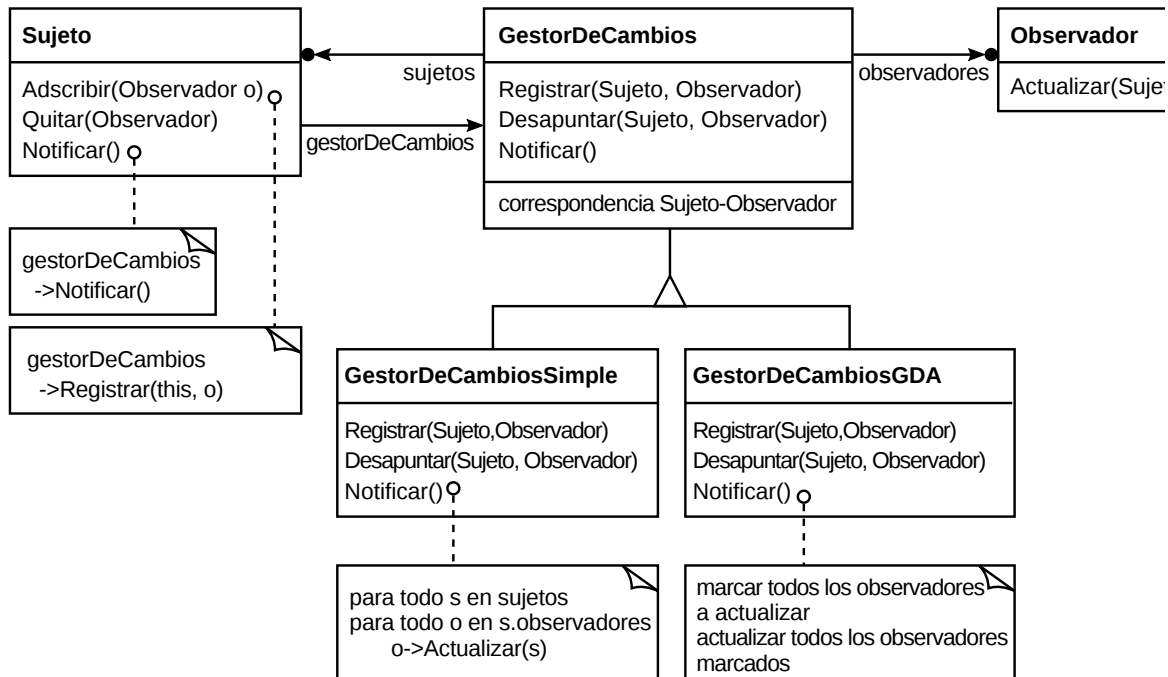 Sujeto
Adscribir(Observador o)
Quitar(Observador)
Notificar()
sujetos
gestorDeCambios
GestorDeCambios
Registrar(Sujeto, Observador)
Desapuntar(Sujeto, Observador)
Notificar()
correspondencia Sujeto-Observador
observadores
Observador
Actualizar(Sujet
gestorDeCambios
->Notificar()
gestorDeCambios
->Registrar(this, o)
GestorDeCambiosSimple
Registrar(Sujeto,Observador)
Desapuntar(Sujeto, Observador)
Notificar()
para todo s en sujetos
para todo o en s.observadores
o->Actualizar(s)
GestorDeCambiosGDA
Registrar(Sujeto,Observador)
Desapuntar(Sujeto, Observador)
Notificar()
marcar todos los observadores
a actualizar
actualizar todos los observadores
marcados